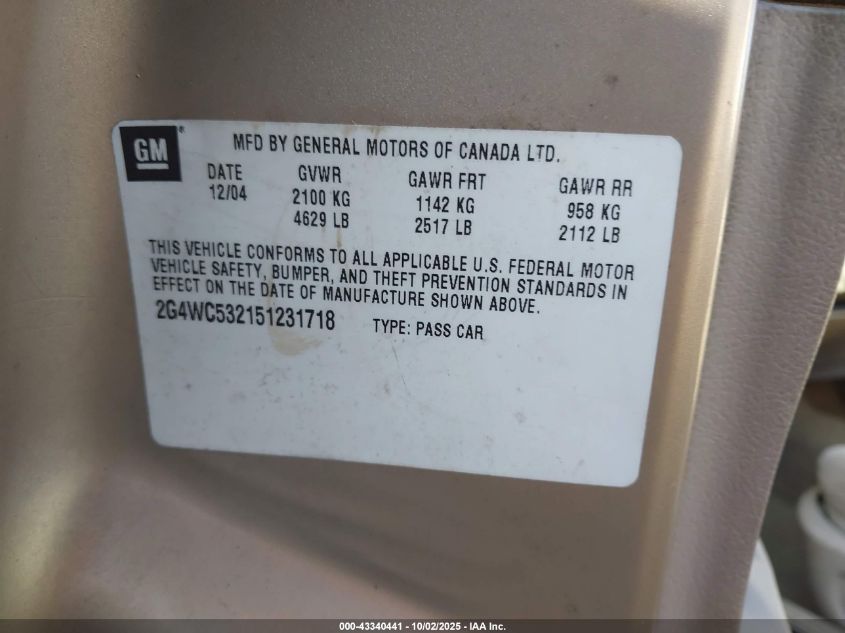 GM®
MFD BY GENERAL MOTORS OF CANADA LTD.
DATE GVWR GAWR FRT GAWR RR
12/04 2100 KG 1142 KG 958 KG
4629 LB 2517 LB 2112 LB
THIS VEHICLE CONFORMS TO ALL APPLICABLE U.S. FEDERAL MOTOR
VEHICLE SAFETY, BUMPER, AND THEFT PREVENTION STANDARDS IN
EFFECT ON THE DATE OF MANUFACTURE SHOWN ABOVE.
2G4WC532151231718 TYPE: PASS CAR
000-43340441 - 10/02/2025 - IAA Inc.